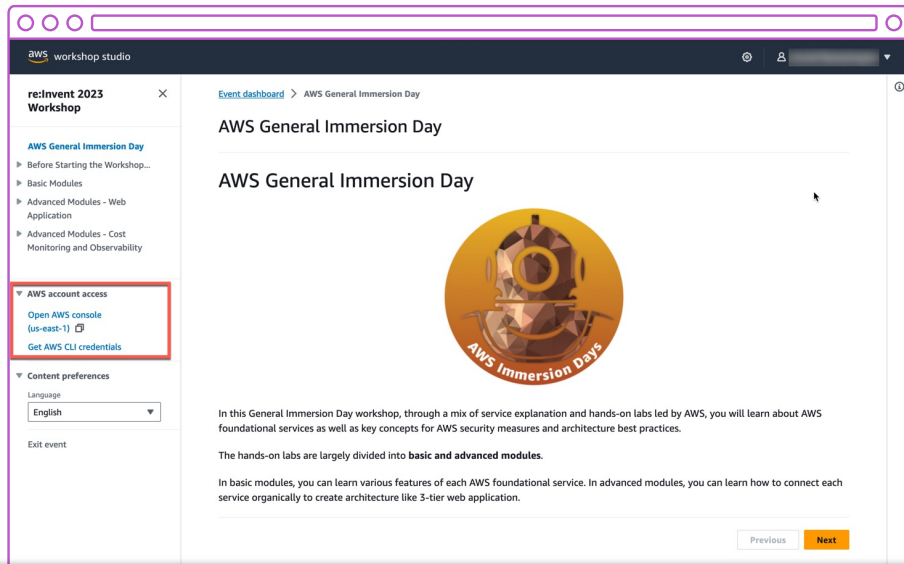 aws workshop studio
re:Invent 2023
Workshop
AWS General Immersion Day
Before Starting the Workshop...
Basic Modules
Advanced Modules - Web
Application
Advanced Modules - Cost
Monitoring and Observability
AWS account access
Open AWS console
(us-east-1)
Get AWS CLI credentials
Content preferences
Language
English
Exit event
Event dashboard > AWS General Immersion Day
AWS General Immersion Day
AWS General Immersion Day
AWS Immersion Days
In this General Immersion Day workshop, through a mix of service explanation and hands-on labs led by AWS, you will learn about AWS
foundational services as well as key concepts for AWS security measures and architecture best practices.
The hands-on labs are largely divided into basic and advanced modules.
In basic modules, you can learn various features of each AWS foundational service. In advanced modules, you can learn how to connect each
service organically to create architecture like 3-tier web application.
Previous
Next